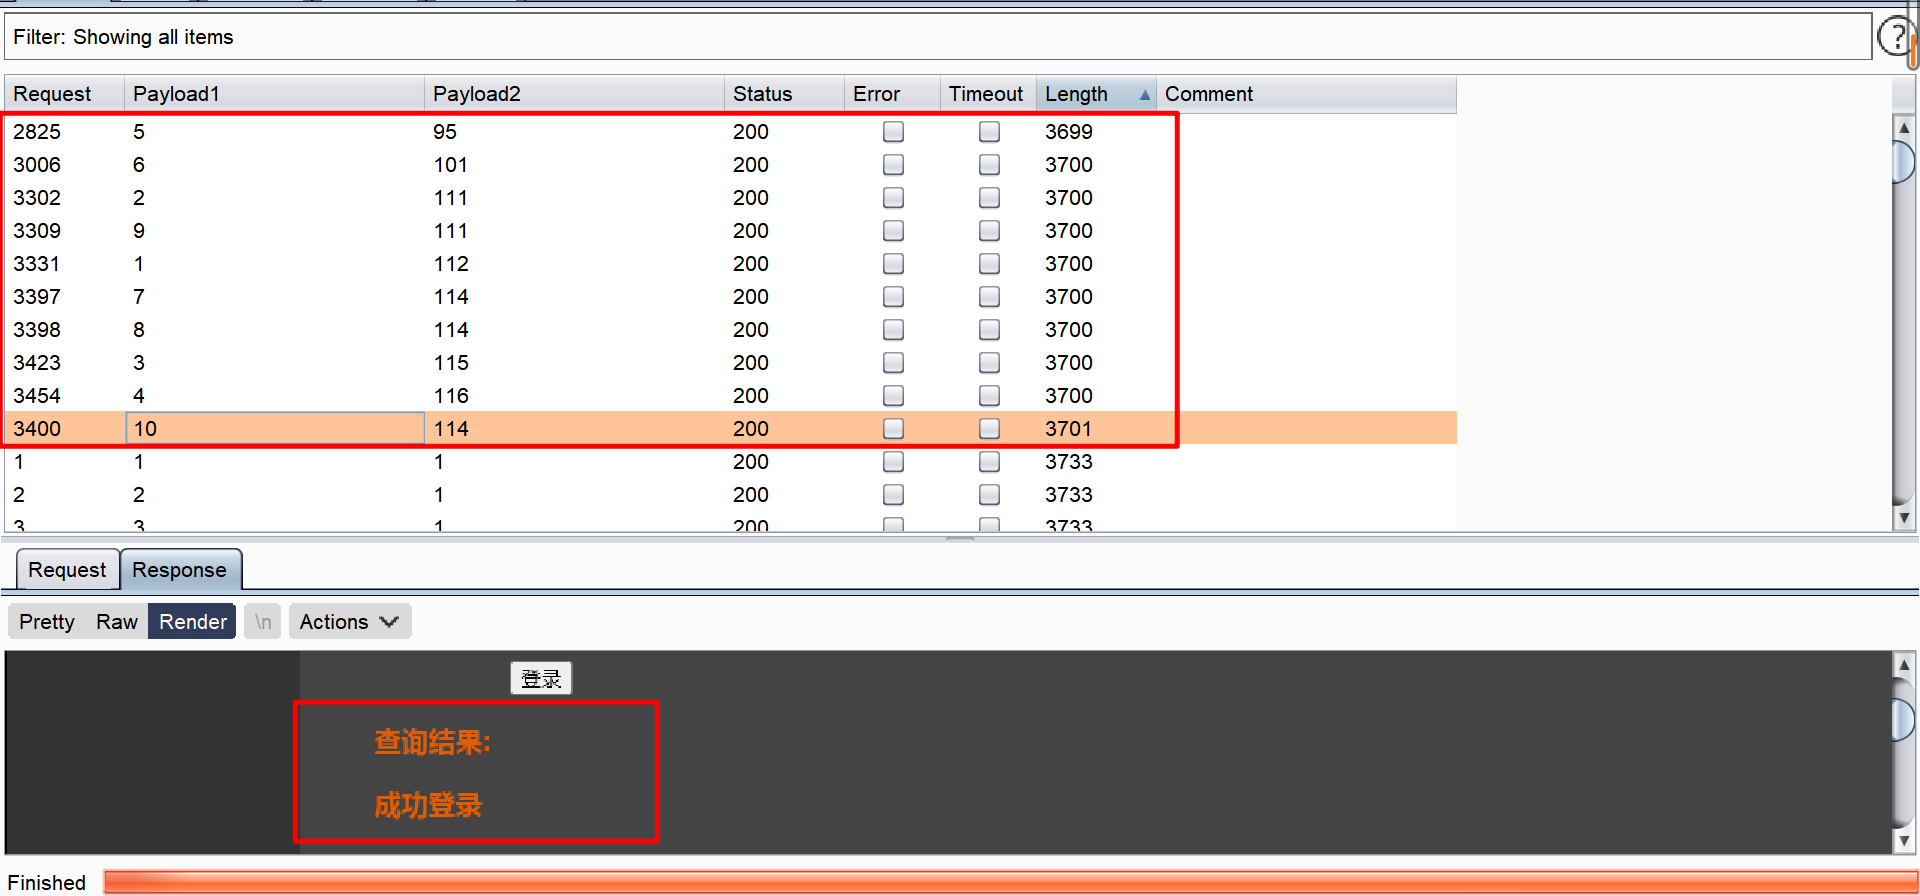 Filter: Showing all items
?
Request Payload1 Payload2 Status Error Timeout Length Comment
2825 5 95 200 3699
3006 6 101 200 3700
3302 2 111 200 3700
3309 9 111 200 3700
3331 1 112 200 3700
3397 7 114 200 3700
3398 8 114 200 3700
3423 3 115 200 3700
3454 4 116 200 3700
3400 10 114 200 3701
1 1 1 200 3733
2 2 1 200 3733
3 3 1 200 3733
Request Response
Pretty Raw Render \n Actions
登录
查询结果:
成功登录
Finished